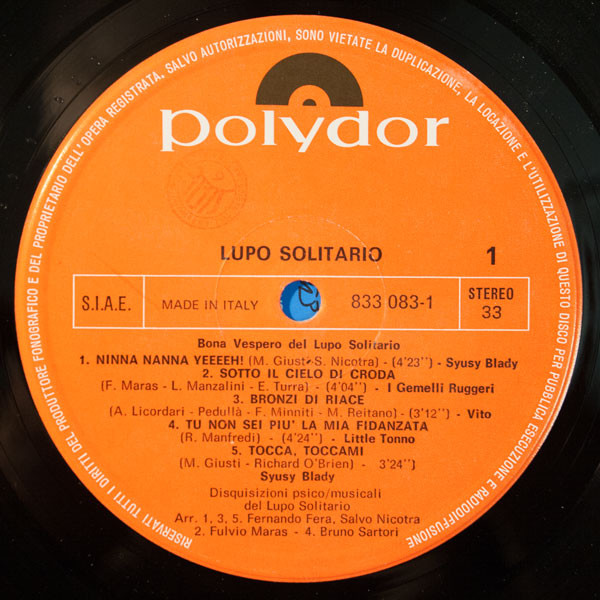 RISERVATI TUTTI I DIRITTI DEL PRODUTTORE FONOGRAFICO E DEL PROPRIETARIO DELL'OPERA REGISTRATA. SALVO AUTORIZZAZIONI, SONO VIETATE LA DUPLICAZIONE, LA LOCAZIONE E L'UTILIZZAZIONE DI QUESTO DISCO PER PUBBLICA ESECUZIONE E RADIODIFFUSIONE
polydor
LUPO SOLITARIO 1
S.I.A.E. MADE IN ITALY 833 083-1 STEREO
33
Bona Vespero del Lupo Solitario
1. NINNA NANNA YEEEEH! (M. Giusti S. Nicotra) - (4'23'') - Syusy Blady
2. SOTTO IL CIELO DI CRODA
(F. Maras - L. Manzalini - E. Turra) - (4'04'') - I Gemelli Ruggeri
3. BRONZI DI RIACE
(A. Licordari - Pedullà - F. Minniti - M. Reitano) - (3'12'') - Vito
4. TU NON SEI PIU' LA MIA FIDANZATA
(R. Manfredi) - (4'24'') - Little Tonno
5. TOCCA, TOCCAMI
(M. Giusti - Richard O'Brien) - 3'24'')
Syusy Blady
Disquisizioni psico/musicali
del Lupo Solitario
Arr. 1, 3, 5. Fernando Fera, Salvo Nicotra
2. Fulvio Maras - 4. Bruno Sartori